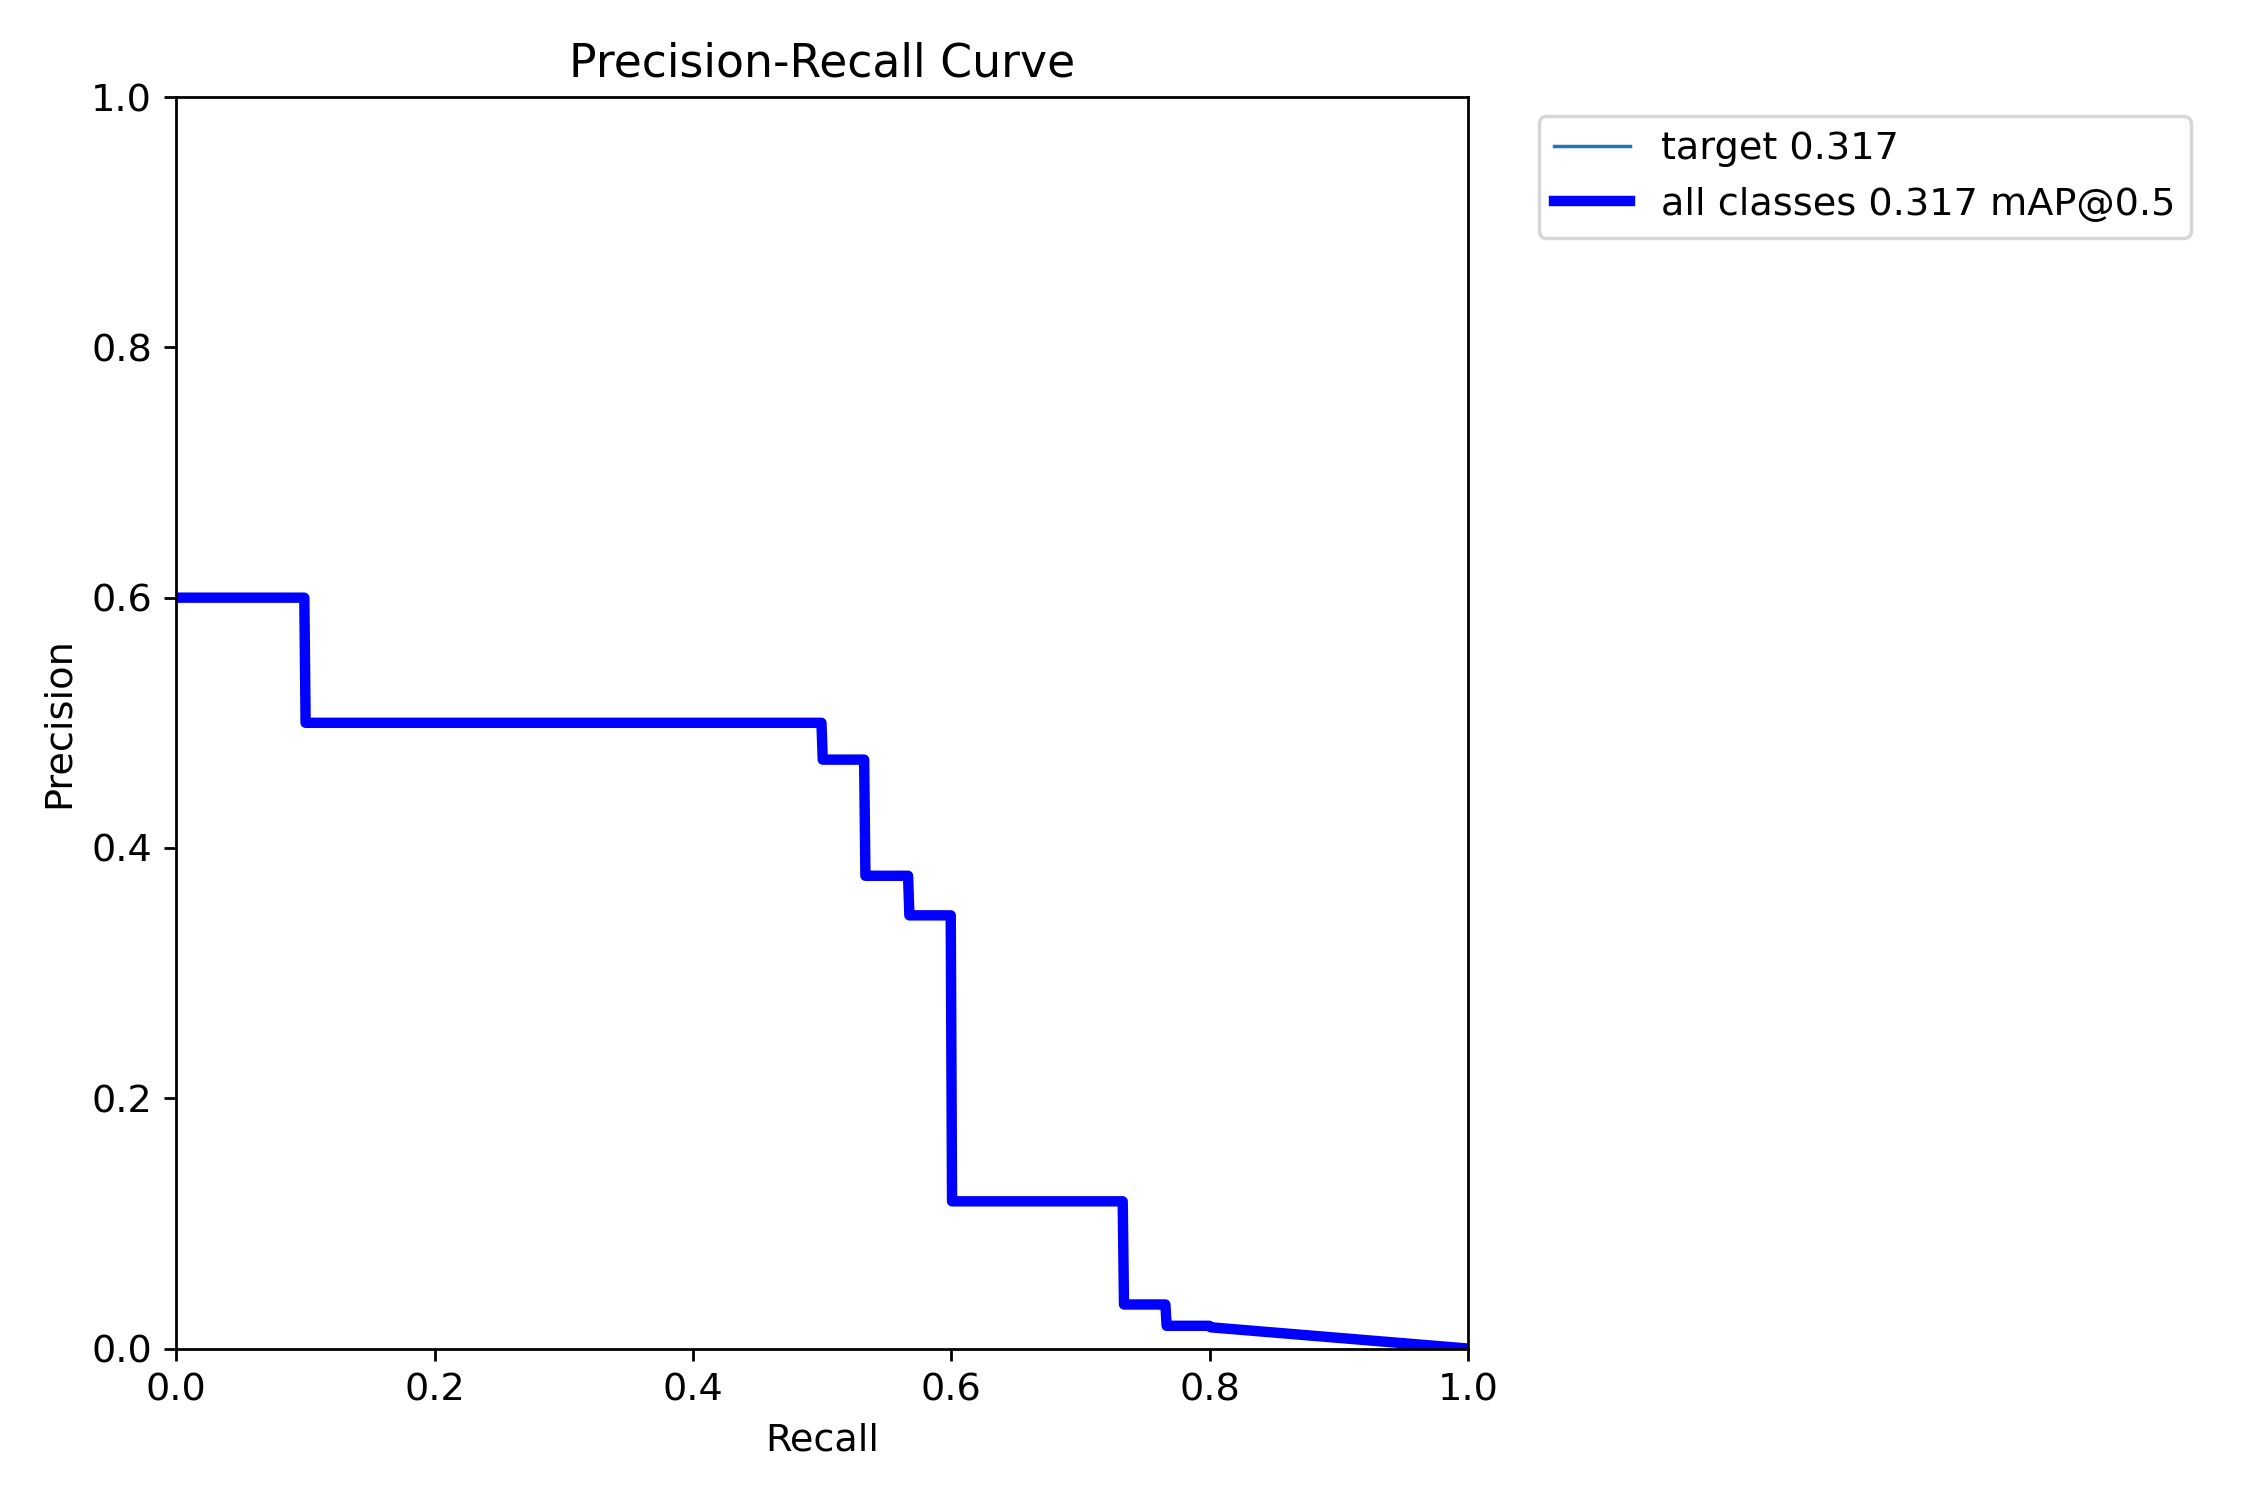 Precision-Recall Curve
target 0.317
all classes 0.317 mAP@0.5
1.0
0.8
0.6
0.4
0.2
0.0
Precision
0.0 0.2 0.4 0.6 0.8 1.0
Recall